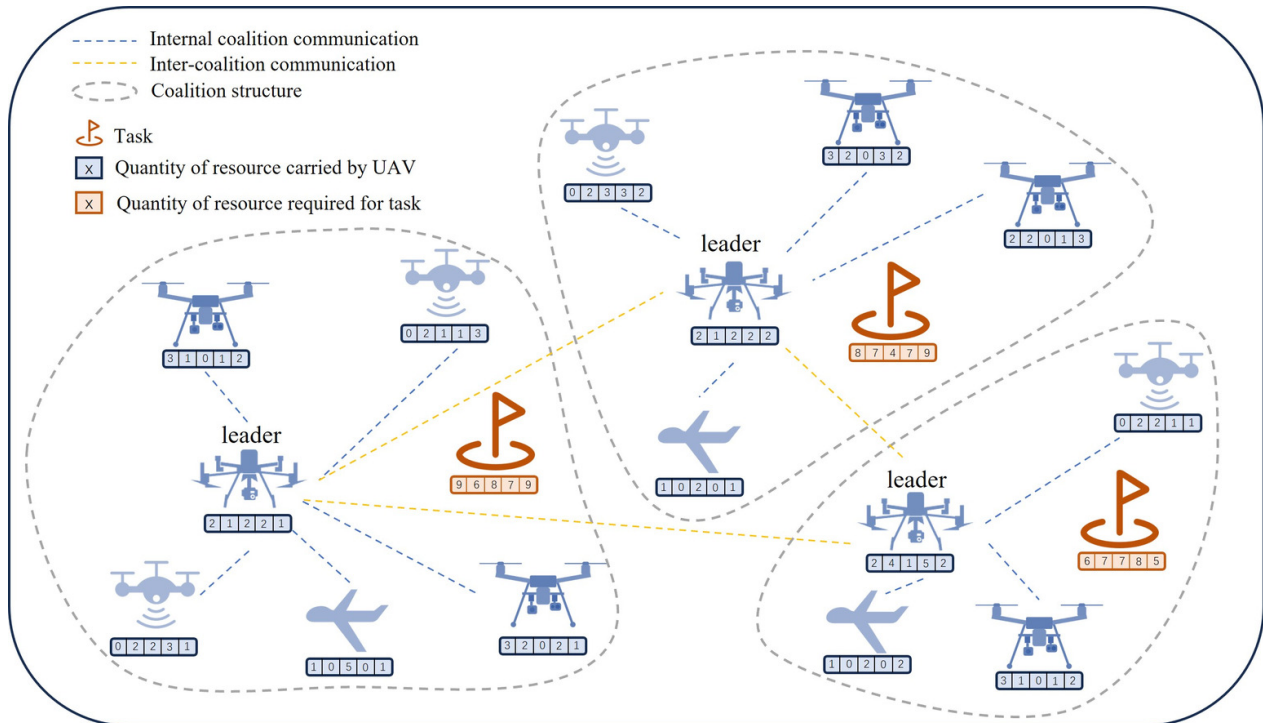 Internal coalition communication
Inter-coalition communication
Coalition structure
Task
X Quantity of resource carried by UAV
X Quantity of resource required for task
3 2 0 3 2
0 2 3 3 2
2 2 0 1 3
leader
2 1 2 2 2
8 7 4 7 9
1 0 2 0 1
0 2 1 1 3
3 1 0 1 2
leader
2 1 2 2 1
9 6 8 7 9
0 2 2 3 1
1 0 5 0 1
3 2 0 2 1
0 2 2 1 1
leader
2 4 1 5 2
6 7 7 8 5
1 0 2 0 2
3 1 0 1 2